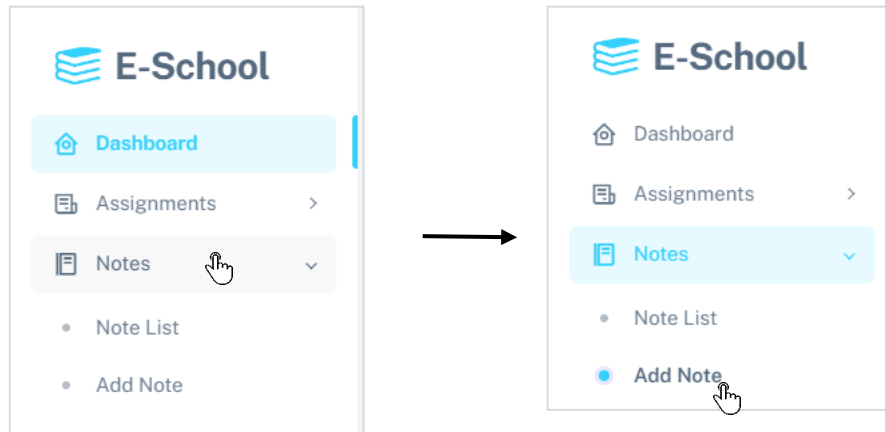 E-School
Dashboard
Assignments
Notes
Note List
Add Note
E-School
Dashboard
Assignments
Notes
Note List
Add Note